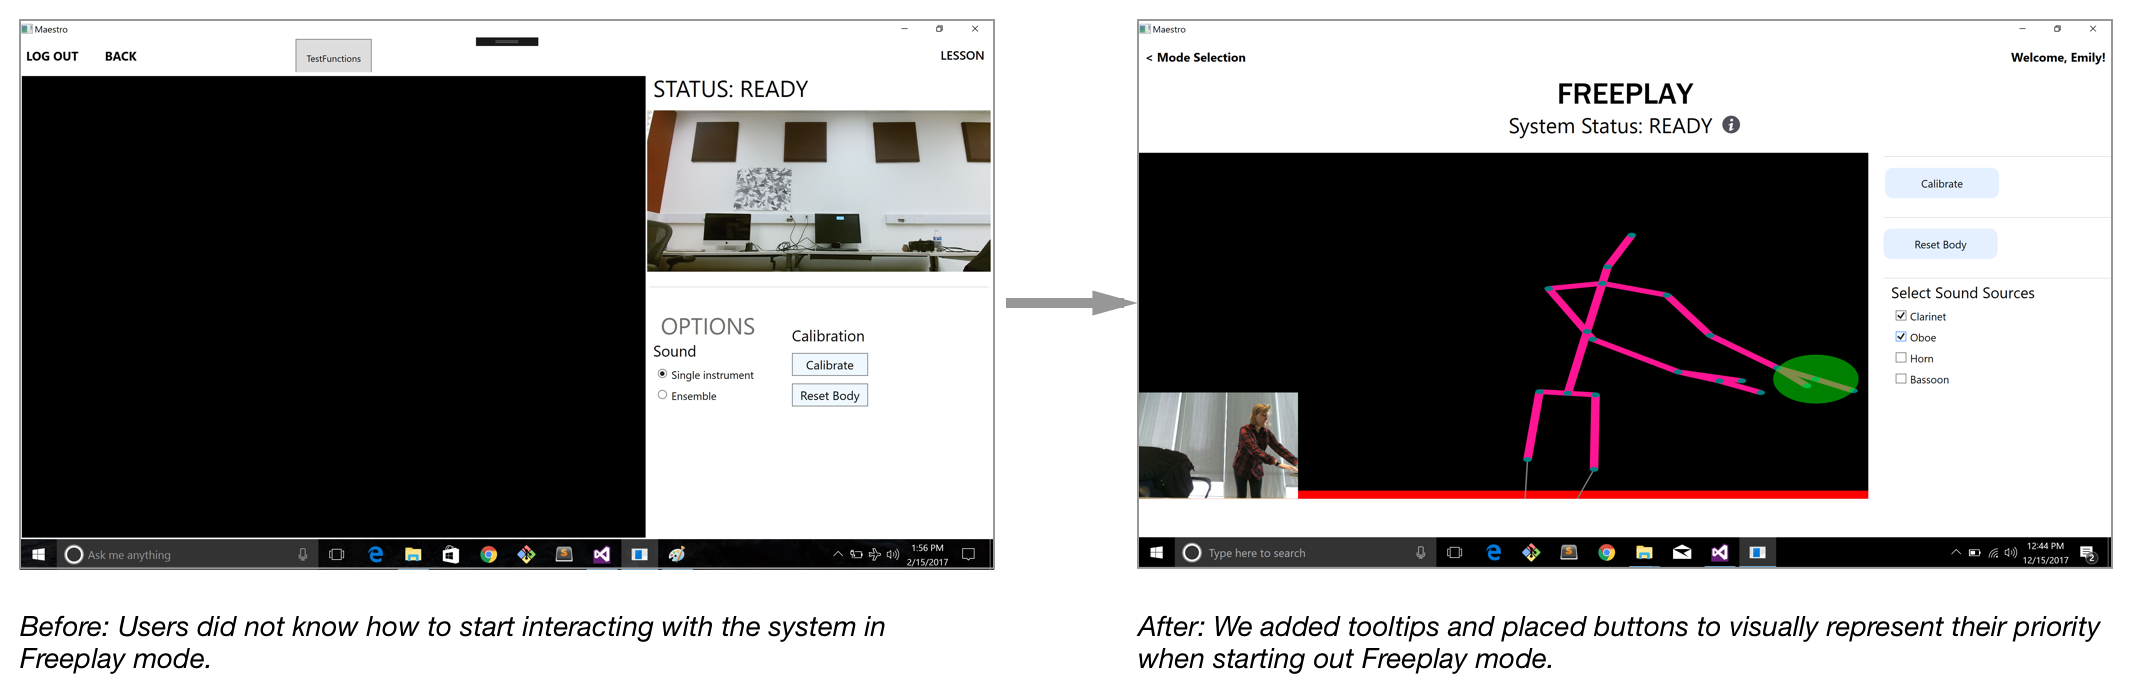 Maestro
LOG OUT BACK TestFunctions LESSON
STATUS: READY
OPTIONS
Sound
Single instrument
Ensemble
Calibration
Calibrate
Reset Body
Ask me anything
1:56 PM
2/15/2017
Before: Users did not know how to start interacting with the system in
Freeplay mode.
Maestro
< Mode Selection Welcome, Emily!
FREEPLAY
System Status: READY i
Calibrate
Reset Body
Select Sound Sources
Clarinet
Oboe
Horn
Bassoon
Type here to search
12:44 PM
12/15/2017
2
After: We added tooltips and placed buttons to visually represent their priority
when starting out Freeplay mode.